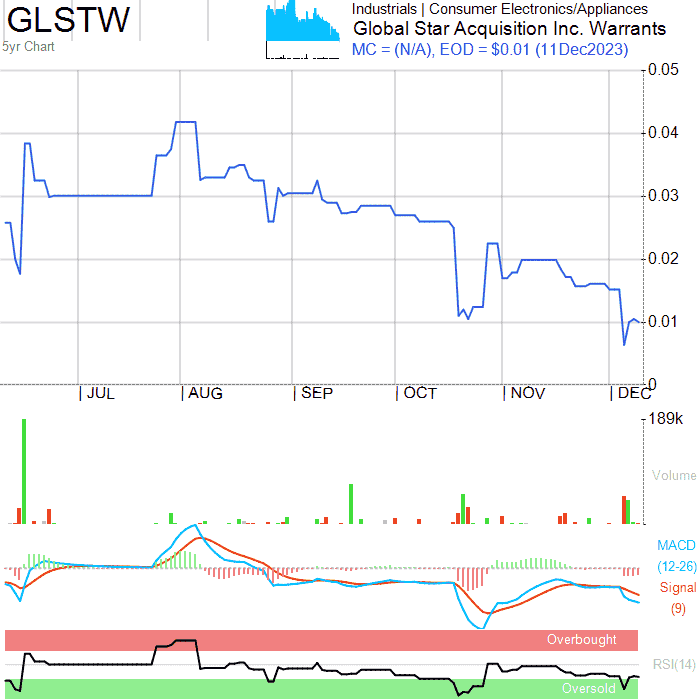 GLSTW
5yr Chart
Industrials | Consumer Electronics/Appliances
Global Star Acquisition Inc. Warrants
MC = (N/A), EOD = $0.01 (11Dec2023)
0.05
0.04
0.03
0.02
0.01
0
JUL AUG SEP OCT NOV DEC
189k
Volume
MACD
(12-26)
Signal
(9)
Overbought
RSI(14)
Oversold